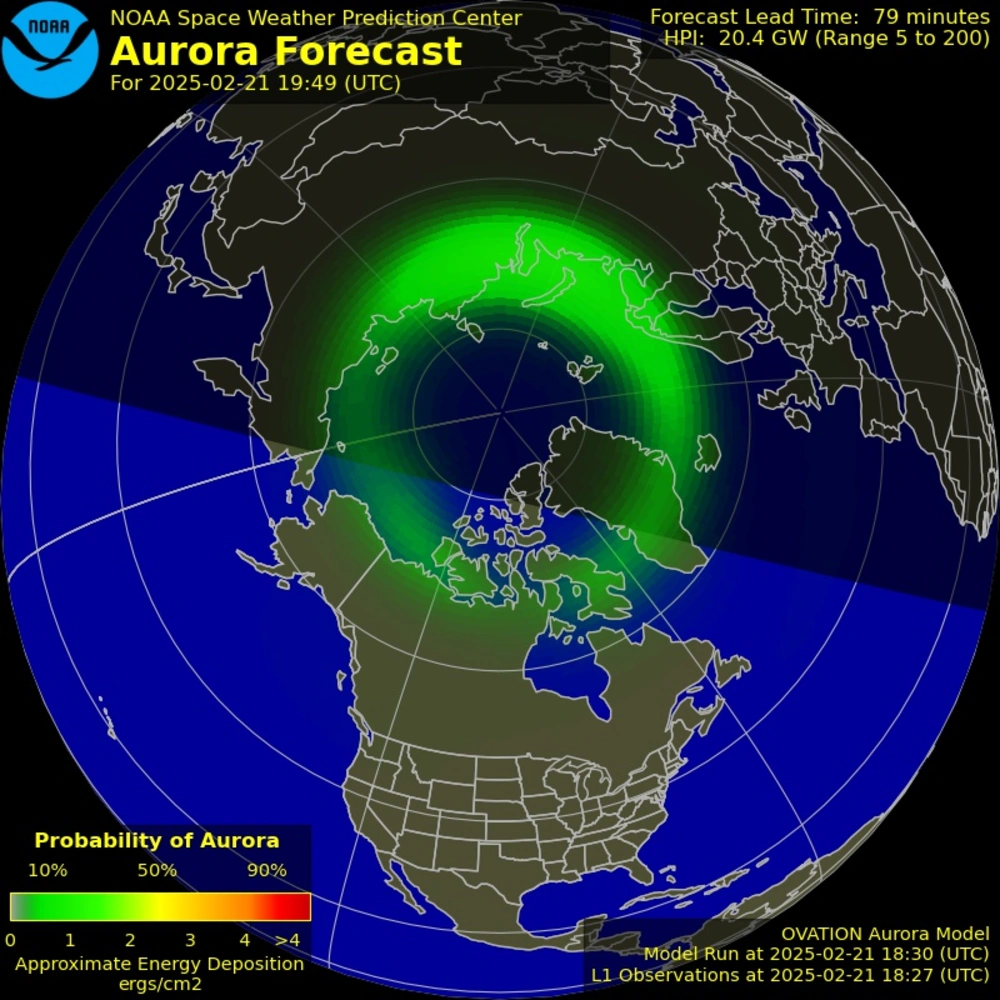 NOAA
NOAA Space Weather Prediction Center
Aurora Forecast
For 2025-02-21 19:49 (UTC)
Forecast Lead Time:  79 minutes
HPI:  20.4 GW (Range 5 to 200)
Probability of Aurora
10% 50% 90%
0 1 2 3 4 >4
Approximate Energy Deposition
ergs/cm2
OVATION Aurora Model
Model Run at 2025-02-21 18:30 (UTC)
L1 Observations at 2025-02-21 18:27 (UTC)